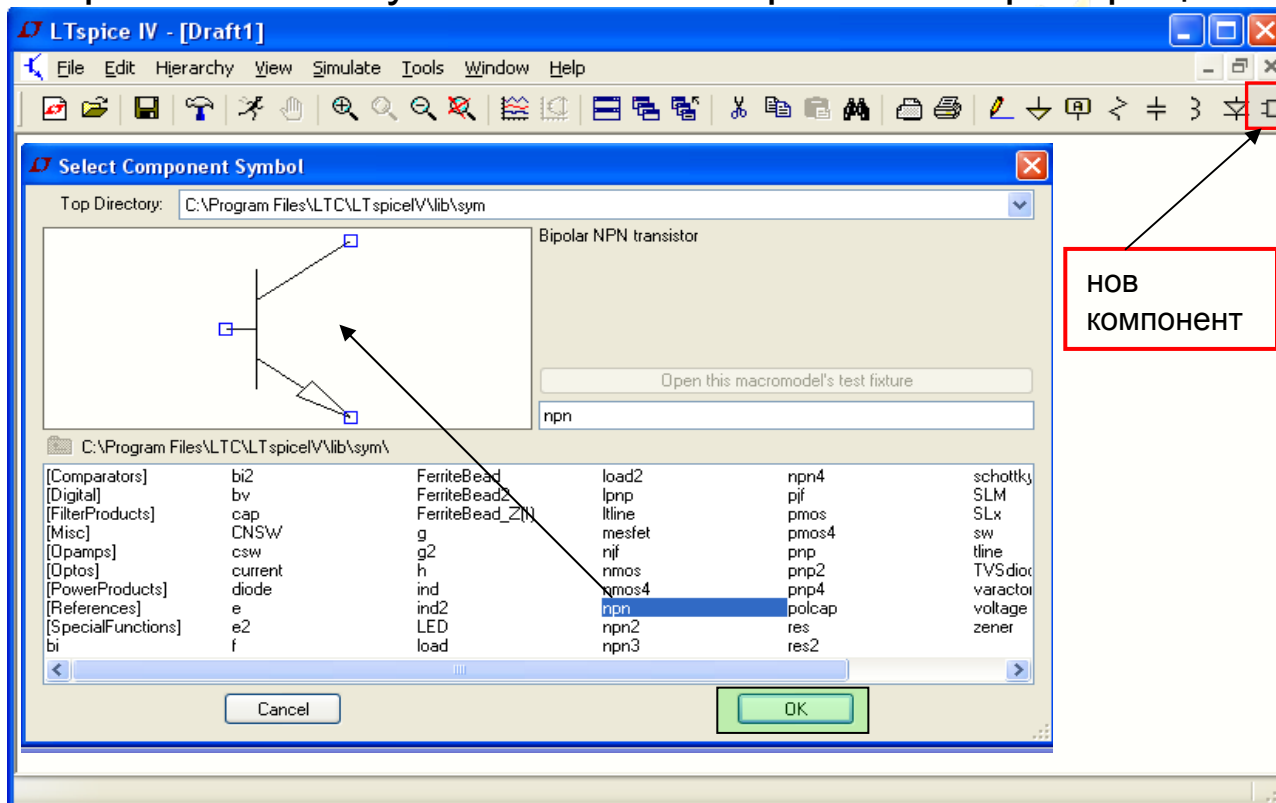 LTspice IV - [Draft1]
File Edit Hierarchy View Simulate Tools Window Help
Select Component Symbol
Top Directory: C:\Program Files\LTC\LTspiceIV\lib\sym
Bipolar NPN transistor
нов
компонент
Open this macromodel's test fixture
npn
C:\Program Files\LTC\LTspiceIV\lib\sym\
[Comparators] bi2 FerriteBead load2 npn4 schottky
[Digital] bv FerriteBead2 lpnp pjf SLM
[FilterProducts] cap FerriteBead_Z(f) ltline pmos SLx
[Misc] CNSW g mesfet pmos4 sw
[Opamps] csw g2 njf pnp tline
[Optos] current h nmos pnp2 TVSdiod
[PowerProducts] diode ind nmos4 pnp4 varactor
[References] e ind2 npn polcap voltage
[SpecialFunctions] e2 LED npn2 res zener
bi f load npn3 res2
Cancel OK